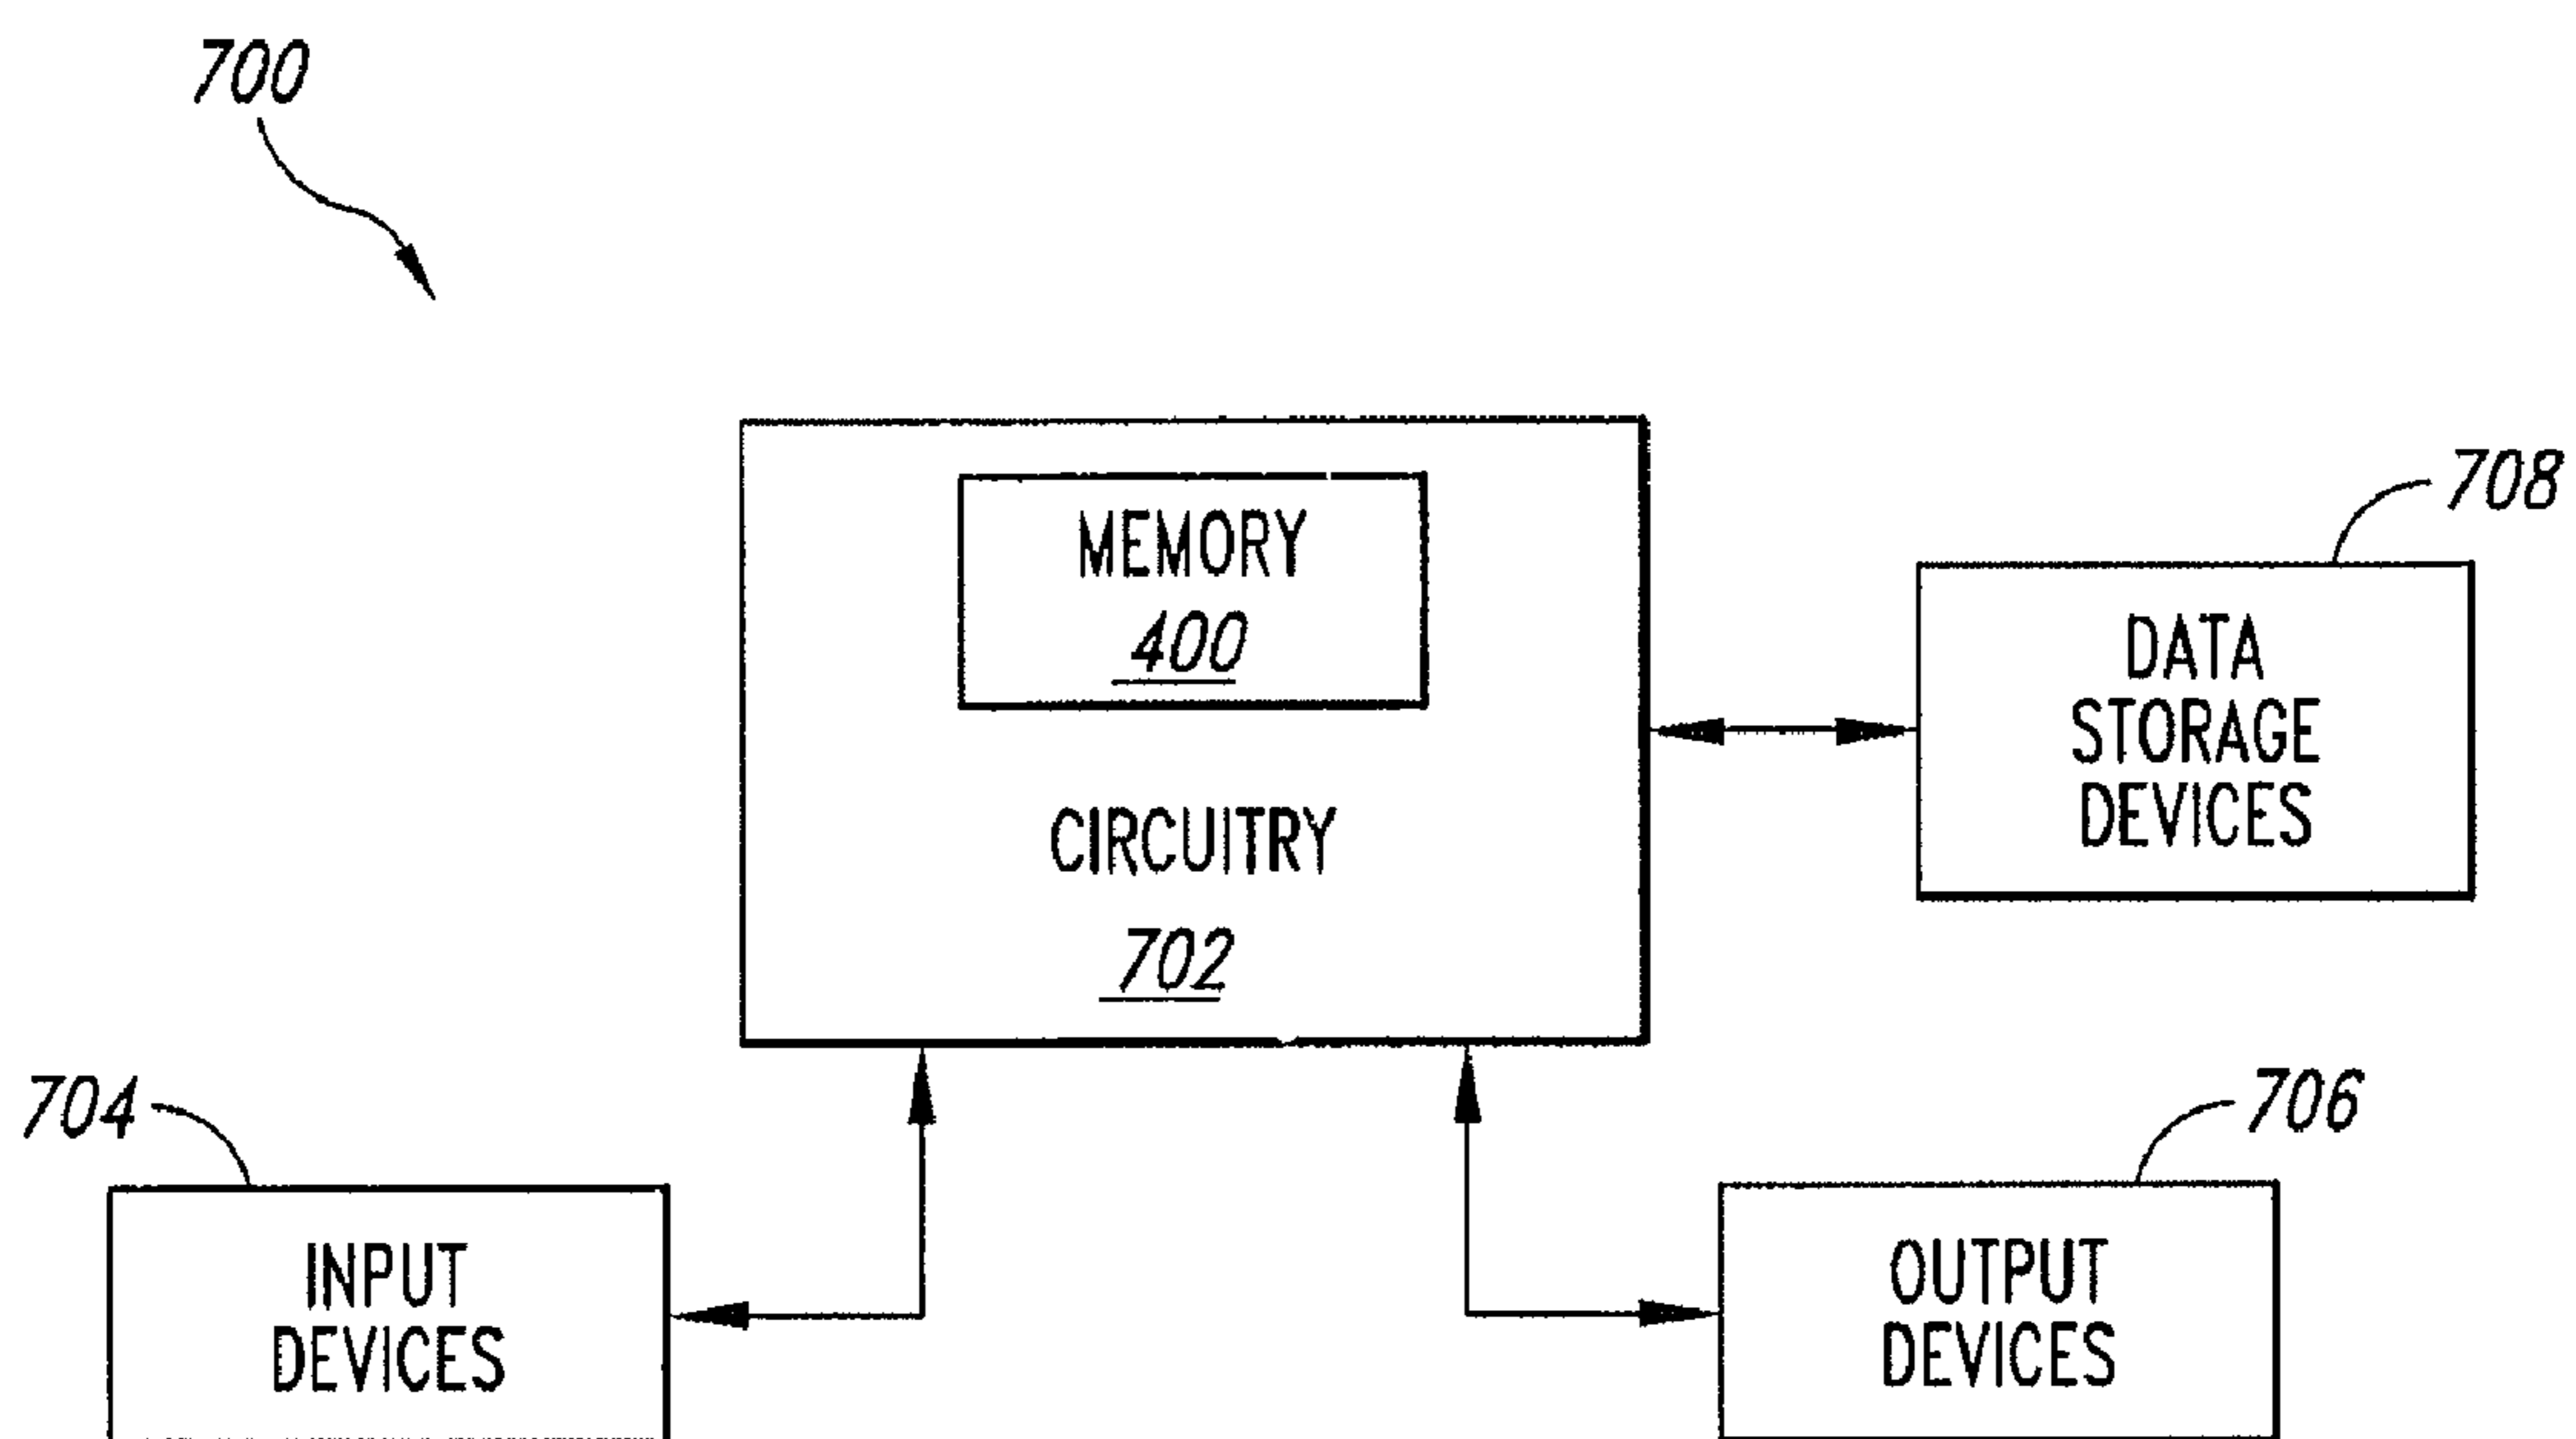 700
MEMORY
400
CIRCUITRY
702
708
DATA
STORAGE
DEVICES
704
INPUT
DEVICES
706
OUTPUT
DEVICES